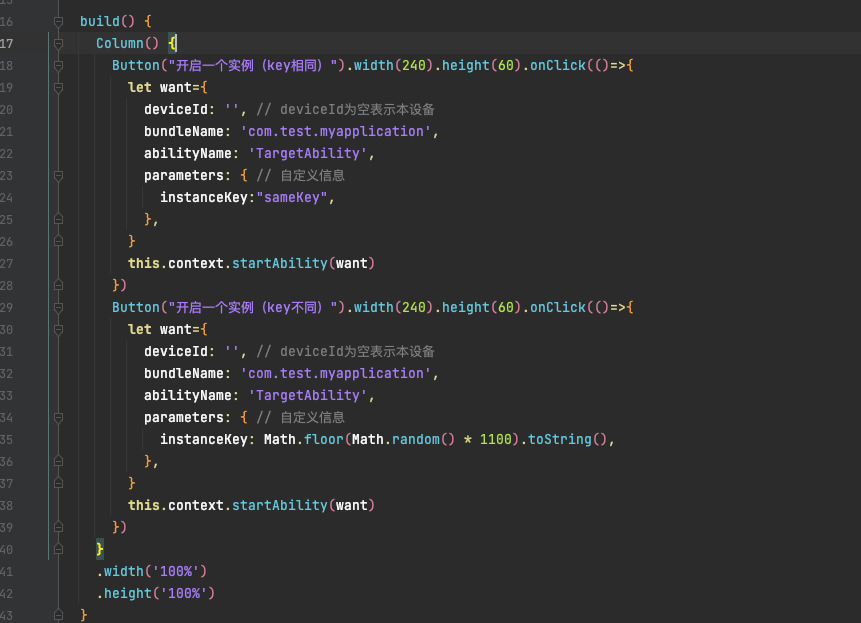 15
16 build() {
17 Column() {
18 Button("开启一个实例（key相同）").width(240).height(60).onClick(()=>{
19 let want={
20 deviceId: '', // deviceId为空表示本设备
21 bundleName: 'com.test.myapplication',
22 abilityName: 'TargetAbility',
23 parameters: { // 自定义信息
24 instanceKey:"sameKey",
25 },
26 }
27 this.context.startAbility(want)
28 })
29 Button("开启一个实例（key不同）").width(240).height(60).onClick(()=>{
30 let want={
31 deviceId: '', // deviceId为空表示本设备
32 bundleName: 'com.test.myapplication',
33 abilityName: 'TargetAbility',
34 parameters: { // 自定义信息
35 instanceKey: Math.floor(Math.random() * 1100).toString(),
36 },
37 }
38 this.context.startAbility(want)
39 })
40 }
41 .width('100%')
42 .height('100%')
43 }